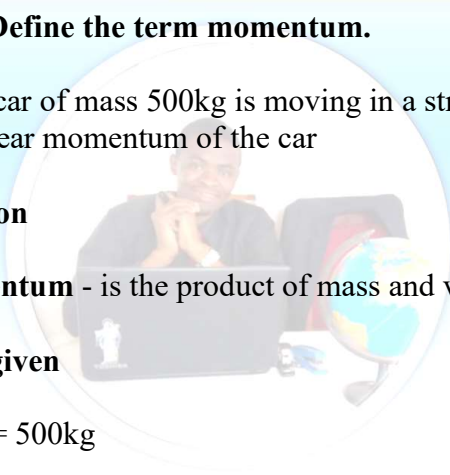 Define the term momentum.
car of mass 500kg is moving in a str
ear momentum of the car
on
ntum - is the product of mass and v
given
= 500kg